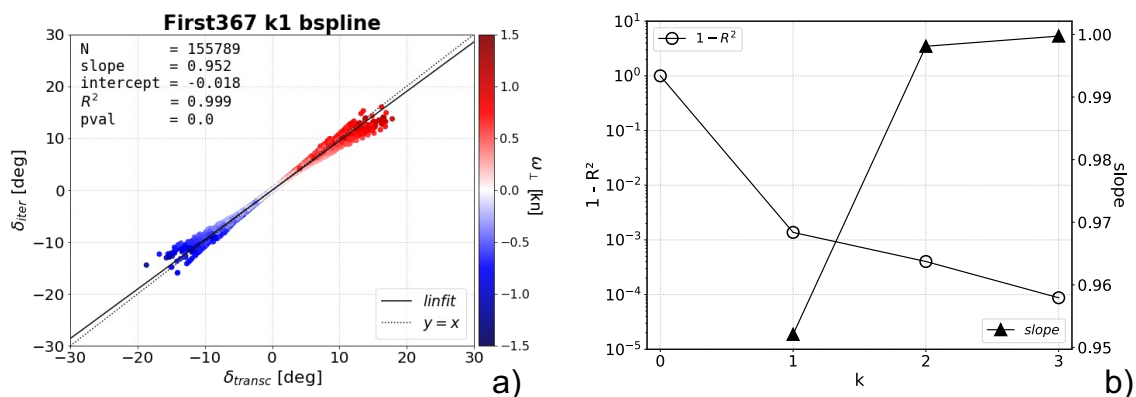 First367 k1 bspline
N = 155789
slope = 0.952
intercept = -0.018
R² = 0.999
pval = 0.0
30
20
10
0
−10
−20
−30
δiter [deg]
−30 −20 −10 0 10 20 30
δtransc [deg]
linfit
y = x
1.5
1.0
0.5
0.0
−0.5
−1.0
−1.5
ω⊥ [kn]
a)
10¹
10⁰
10⁻¹
10⁻²
10⁻³
10⁻⁴
10⁻⁵
1 - R²
1 − R²
0 1 2 3
k
slope
1.00
0.99
0.98
0.97
0.96
0.95
slope
b)